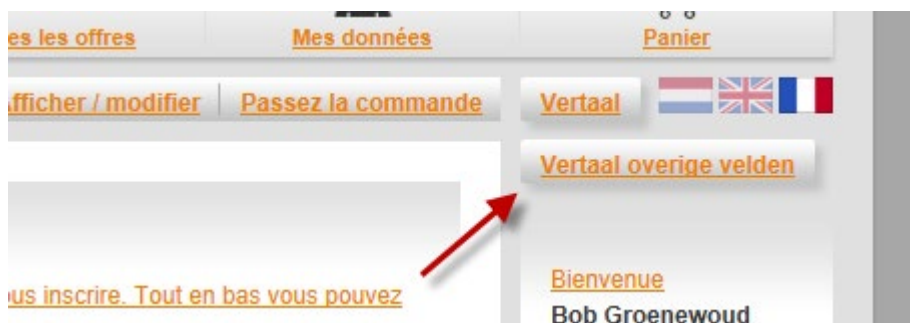 es les offres Mes données Panier
fficher / modifier Passez la commande Vertaal
Vertaal overige velden
us inscrire. Tout en bas vous pouvez
Bienvenue
Bob Groenewoud